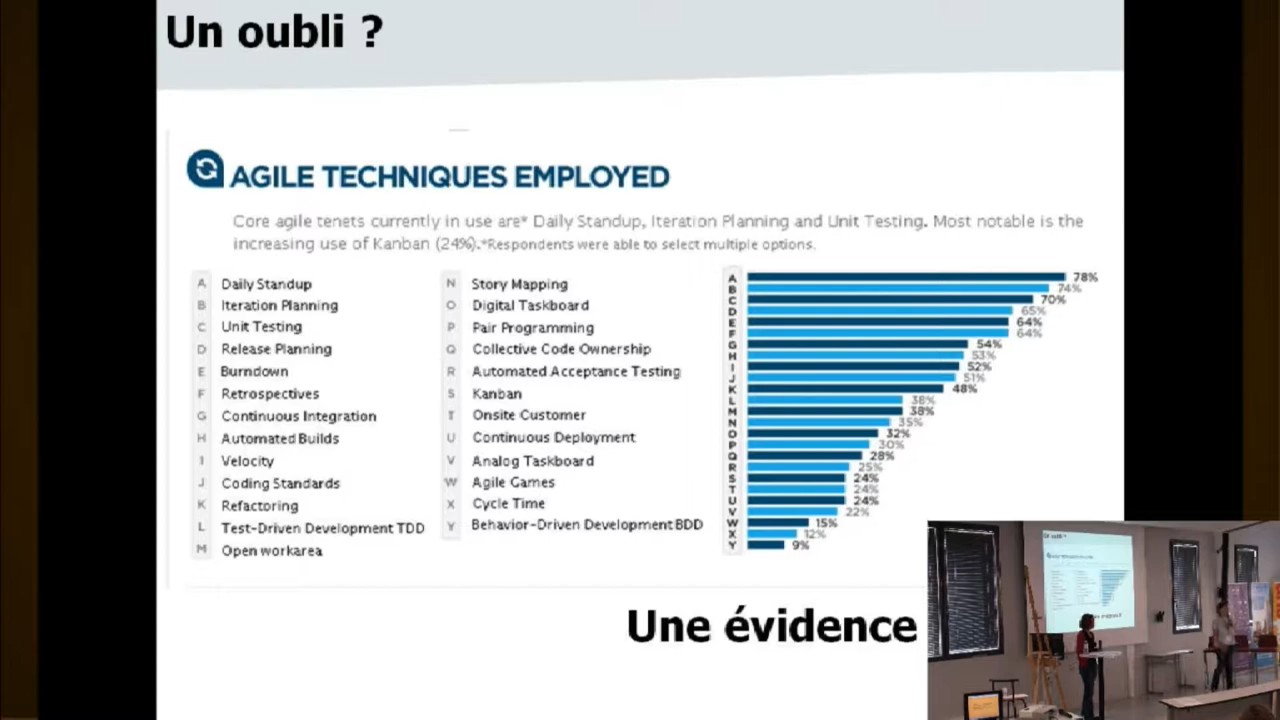 Un oubli ?
AGILE TECHNIQUES EMPLOYED
Core agile tenets currently in use are* Daily Standup, Iteration Planning and Unit Testing. Most notable is the
increasing use of Kanban (24%).*Respondents were able to select multiple options.
A Daily Standup
B Iteration Planning
C Unit Testing
D Release Planning
E Burndown
F Retrospectives
G Continuous Integration
H Automated Builds
I Velocity
J Coding Standards
K Refactoring
L Test-Driven Development TDD
M Open workarea
N Story Mapping
O Digital Taskboard
P Pair Programming
Q Collective Code Ownership
R Automated Acceptance Testing
S Kanban
T Onsite Customer
U Continuous Deployment
V Analog Taskboard
W Agile Games
X Cycle Time
Y Behavior-Driven Development BDD
A 78%
B 74%
C 70%
D 65%
E 64%
F 64%
G 54%
H 53%
I 52%
J 51%
K 48%
L 38%
M 38%
N 35%
O 32%
P 30%
Q 28%
R 25%
S 24%
T 24%
U 24%
V 22%
W 15%
X 12%
Y 9%
Une évidence
Un oubli ?